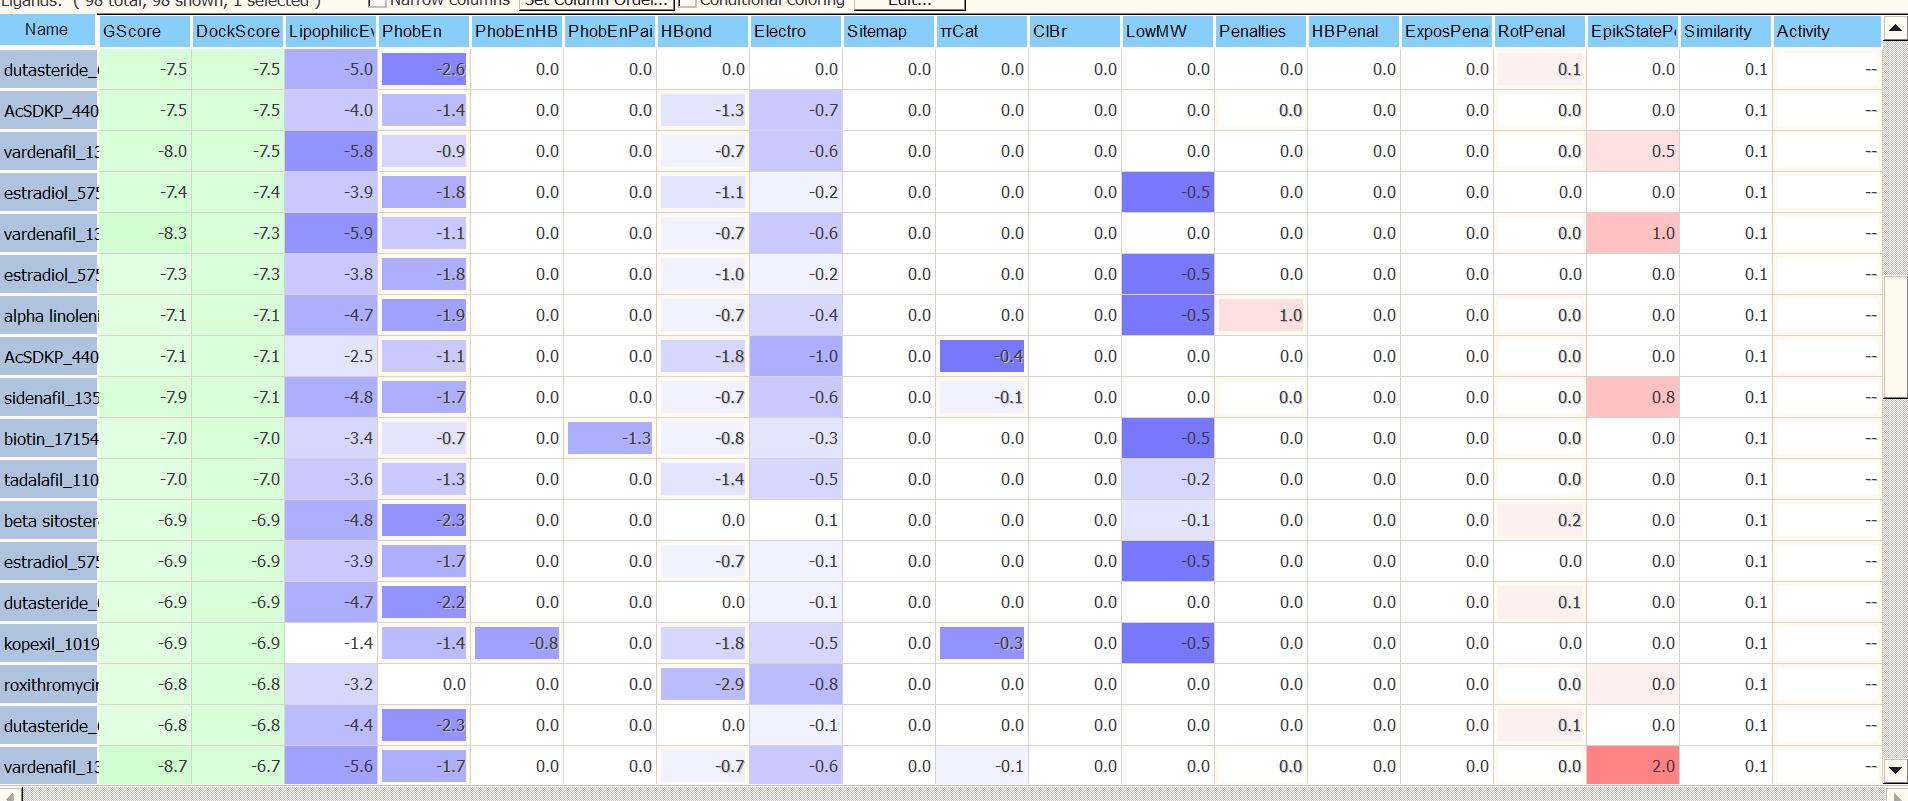 Ligands: ( 98 total, 98 shown, 1 selected ) Narrow columns Set Column Order... Conditional coloring Edit...
Name GScore DockScore LipophilicEv PhobEn PhobEnHB PhobEnPai HBond Electro Sitemap πCat ClBr LowMW Penalties HBPenal ExposPena RotPenal EpikStatePe Similarity Activity
dutasteride_ -7.5 -7.5 -5.0 -2.6 0.0 0.0 0.0 0.0 0.0 0.0 0.0 0.0 0.0 0.0 0.0 0.1 0.0 0.1 --
AcSDKP_440 -7.5 -7.5 -4.0 -1.4 0.0 0.0 -1.3 -0.7 0.0 0.0 0.0 0.0 0.0 0.0 0.0 0.0 0.0 0.1 --
vardenafil_13 -8.0 -7.5 -5.8 -0.9 0.0 0.0 -0.7 -0.6 0.0 0.0 0.0 0.0 0.0 0.0 0.0 0.0 0.5 0.1 --
estradiol_575 -7.4 -7.4 -3.9 -1.8 0.0 0.0 -1.1 -0.2 0.0 0.0 0.0 -0.5 0.0 0.0 0.0 0.0 0.0 0.1 --
vardenafil_13 -8.3 -7.3 -5.9 -1.1 0.0 0.0 -0.7 -0.6 0.0 0.0 0.0 0.0 0.0 0.0 0.0 0.0 1.0 0.1 --
estradiol_575 -7.3 -7.3 -3.8 -1.8 0.0 0.0 -1.0 -0.2 0.0 0.0 0.0 -0.5 0.0 0.0 0.0 0.0 0.0 0.1 --
alpha linoleni -7.1 -7.1 -4.7 -1.9 0.0 0.0 -0.7 -0.4 0.0 0.0 0.0 -0.5 1.0 0.0 0.0 0.0 0.0 0.1 --
AcSDKP_440 -7.1 -7.1 -2.5 -1.1 0.0 0.0 -1.8 -1.0 0.0 -0.4 0.0 0.0 0.0 0.0 0.0 0.0 0.0 0.1 --
sidenafil_135 -7.9 -7.1 -4.8 -1.7 0.0 0.0 -0.7 -0.6 0.0 -0.1 0.0 0.0 0.0 0.0 0.0 0.0 0.8 0.1 --
biotin_17154 -7.0 -7.0 -3.4 -0.7 0.0 -1.3 -0.8 -0.3 0.0 0.0 0.0 -0.5 0.0 0.0 0.0 0.0 0.0 0.1 --
tadalafil_110 -7.0 -7.0 -3.6 -1.3 0.0 0.0 -1.4 -0.5 0.0 0.0 0.0 -0.2 0.0 0.0 0.0 0.0 0.0 0.1 --
beta sitoster -6.9 -6.9 -4.8 -2.3 0.0 0.0 0.0 0.1 0.0 0.0 0.0 -0.1 0.0 0.0 0.0 0.2 0.0 0.1 --
estradiol_575 -6.9 -6.9 -3.9 -1.7 0.0 0.0 -0.7 -0.1 0.0 0.0 0.0 -0.5 0.0 0.0 0.0 0.0 0.0 0.1 --
dutasteride_ -6.9 -6.9 -4.7 -2.2 0.0 0.0 0.0 -0.1 0.0 0.0 0.0 0.0 0.0 0.0 0.0 0.1 0.0 0.1 --
kopexil_1019 -6.9 -6.9 -1.4 -1.4 -0.8 0.0 -1.8 -0.5 0.0 -0.3 0.0 -0.5 0.0 0.0 0.0 0.0 0.0 0.1 --
roxithromycin -6.8 -6.8 -3.2 0.0 0.0 0.0 -2.9 -0.8 0.0 0.0 0.0 0.0 0.0 0.0 0.0 0.0 0.0 0.1 --
dutasteride_ -6.8 -6.8 -4.4 -2.3 0.0 0.0 0.0 -0.1 0.0 0.0 0.0 0.0 0.0 0.0 0.0 0.1 0.0 0.1 --
vardenafil_13 -8.7 -6.7 -5.6 -1.7 0.0 0.0 -0.7 -0.6 0.0 -0.1 0.0 0.0 0.0 0.0 0.0 0.0 2.0 0.1 --